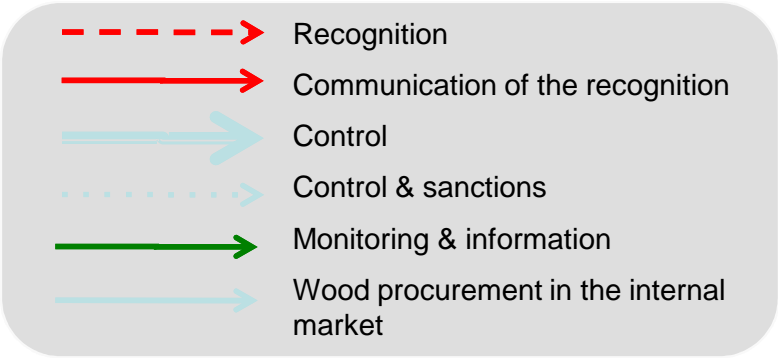 Recognition
Communication of the recognition
Control
Control & sanctions
Monitoring & information
Wood procurement in the internal
market